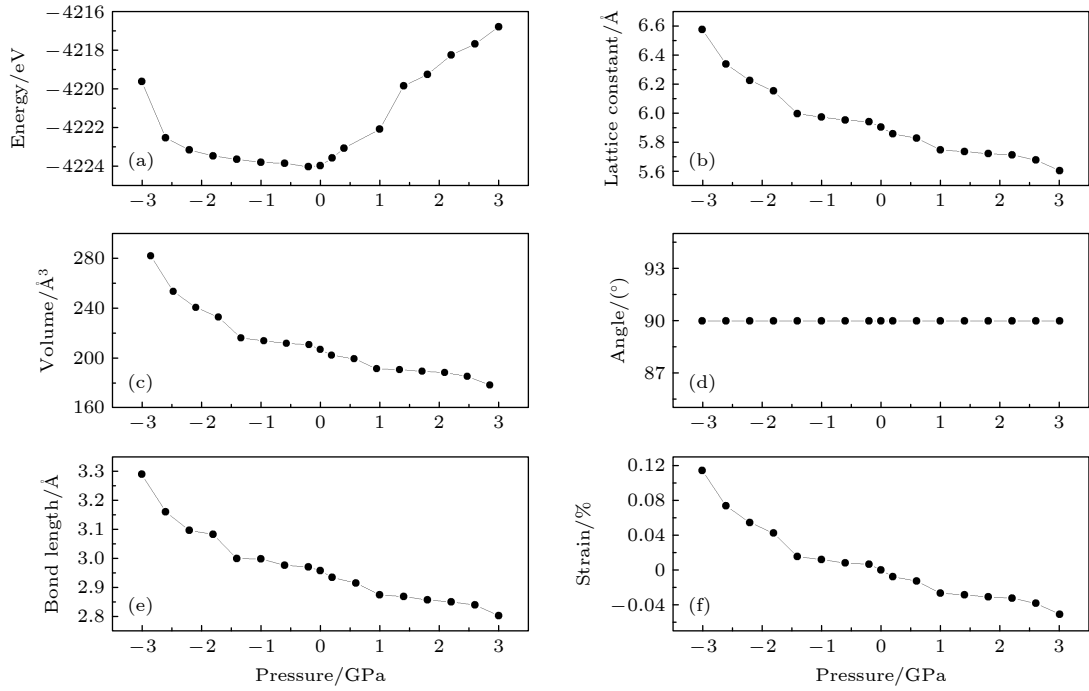 −4216
−4218
−4220
−4222
−4224
Energy/eV
(a)
−3 −2 −1 0 1 2 3
6.6
6.4
6.2
6.0
5.8
5.6
Lattice constant/Å
(b)
−3 −2 −1 0 1 2 3
280
240
200
160
Volume/Å³
(c)
−3 −2 −1 0 1 2 3
93
90
87
Angle/(°)
(d)
−3 −2 −1 0 1 2 3
3.3
3.2
3.1
3.0
2.9
2.8
Bond length/Å
(e)
−3 −2 −1 0 1 2 3
Pressure/GPa
0.12
0.08
0.04
0
−0.04
Strain/%
(f)
−3 −2 −1 0 1 2 3
Pressure/GPa